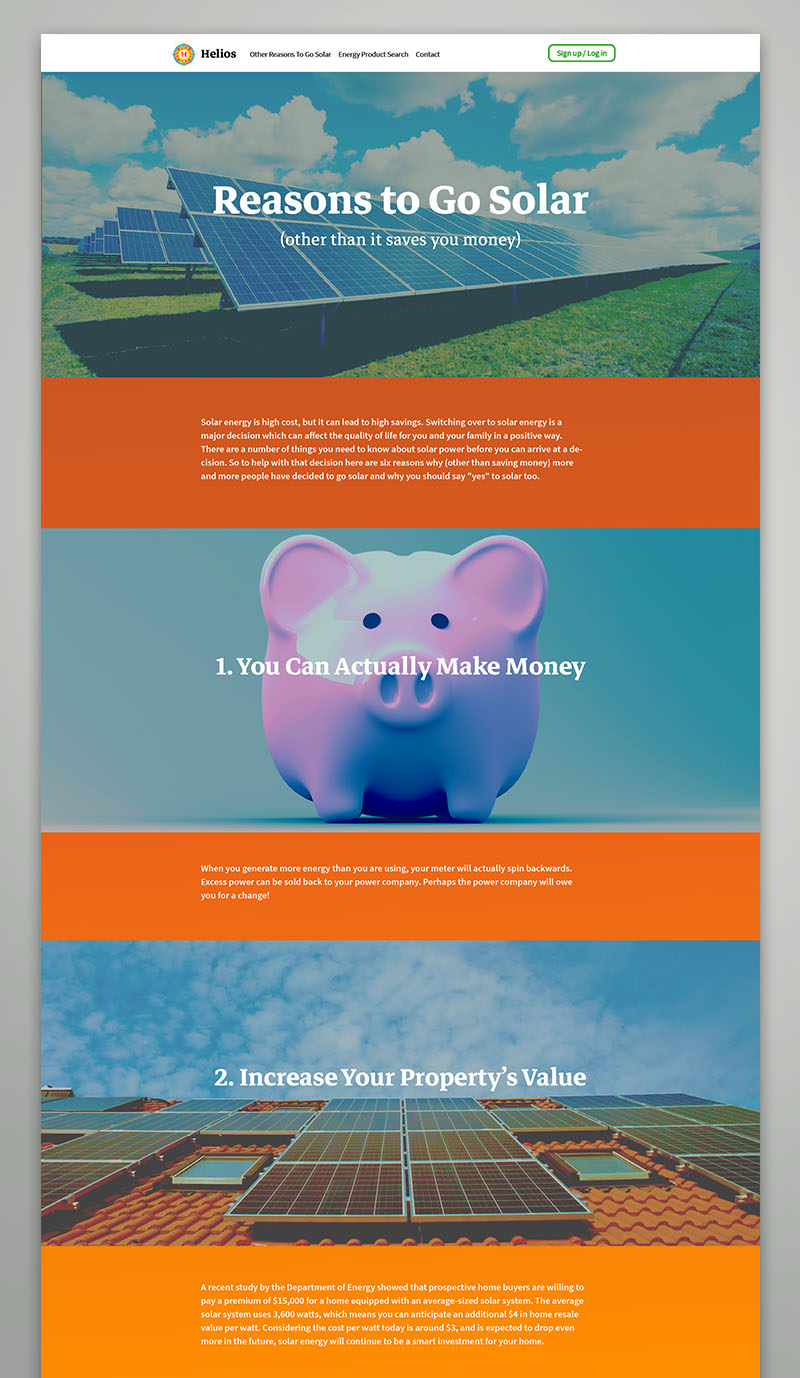 Helios
Other Reasons To Go Solar
Energy Product Search
Contact
Sign up / Log in
Reasons to Go Solar
(other than it saves you money)
Solar energy is high cost, but it can lead to high savings. Switching over to solar energy is a
major decision which can affect the quality of life for you and your family in a positive way.
There are a number of things you need to know about solar power before you can arrive at a de-
cision. So to help with that decision here are six reasons why (other than saving money) more
and more people have decided to go solar and why you should say "yes" to solar too.
1. You Can Actually Make Money
When you generate more energy than you are using, your meter will actually spin backwards.
Excess power can be sold back to your power company. Perhaps the power company will owe
you for a change!
2. Increase Your Property's Value
A recent study by the Department of Energy showed that prospective home buyers are willing to
pay a premium of $15,000 for a home equipped with an average-sized solar system. The average
solar system uses 3,600 watts, which means you can anticipate an additional $4 in home resale
value per watt. Considering the cost per watt today is around $3, and is expected to drop even
more in the future, solar energy will continue to be a smart investment for your home.